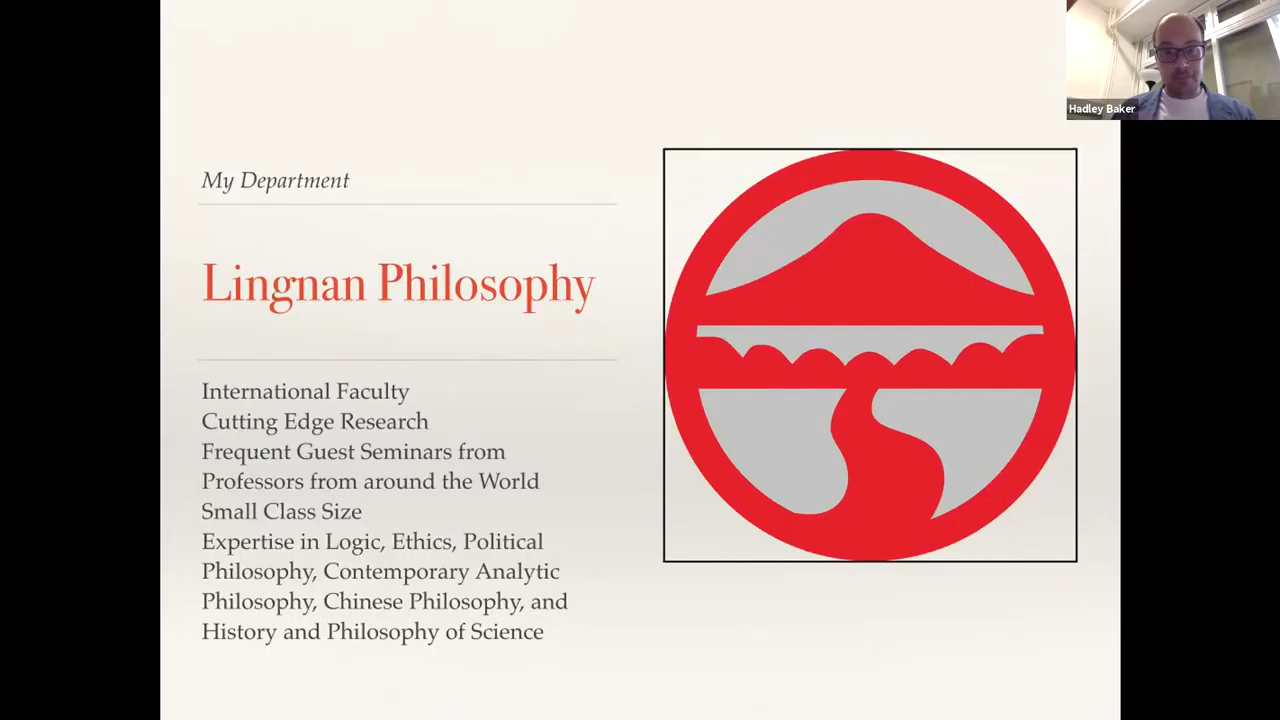 Hadley Baker
My Department
Lingnan Philosophy
International Faculty
Cutting Edge Research
Frequent Guest Seminars from
Professors from around the World
Small Class Size
Expertise in Logic, Ethics, Political
Philosophy, Contemporary Analytic
Philosophy, Chinese Philosophy, and
History and Philosophy of Science